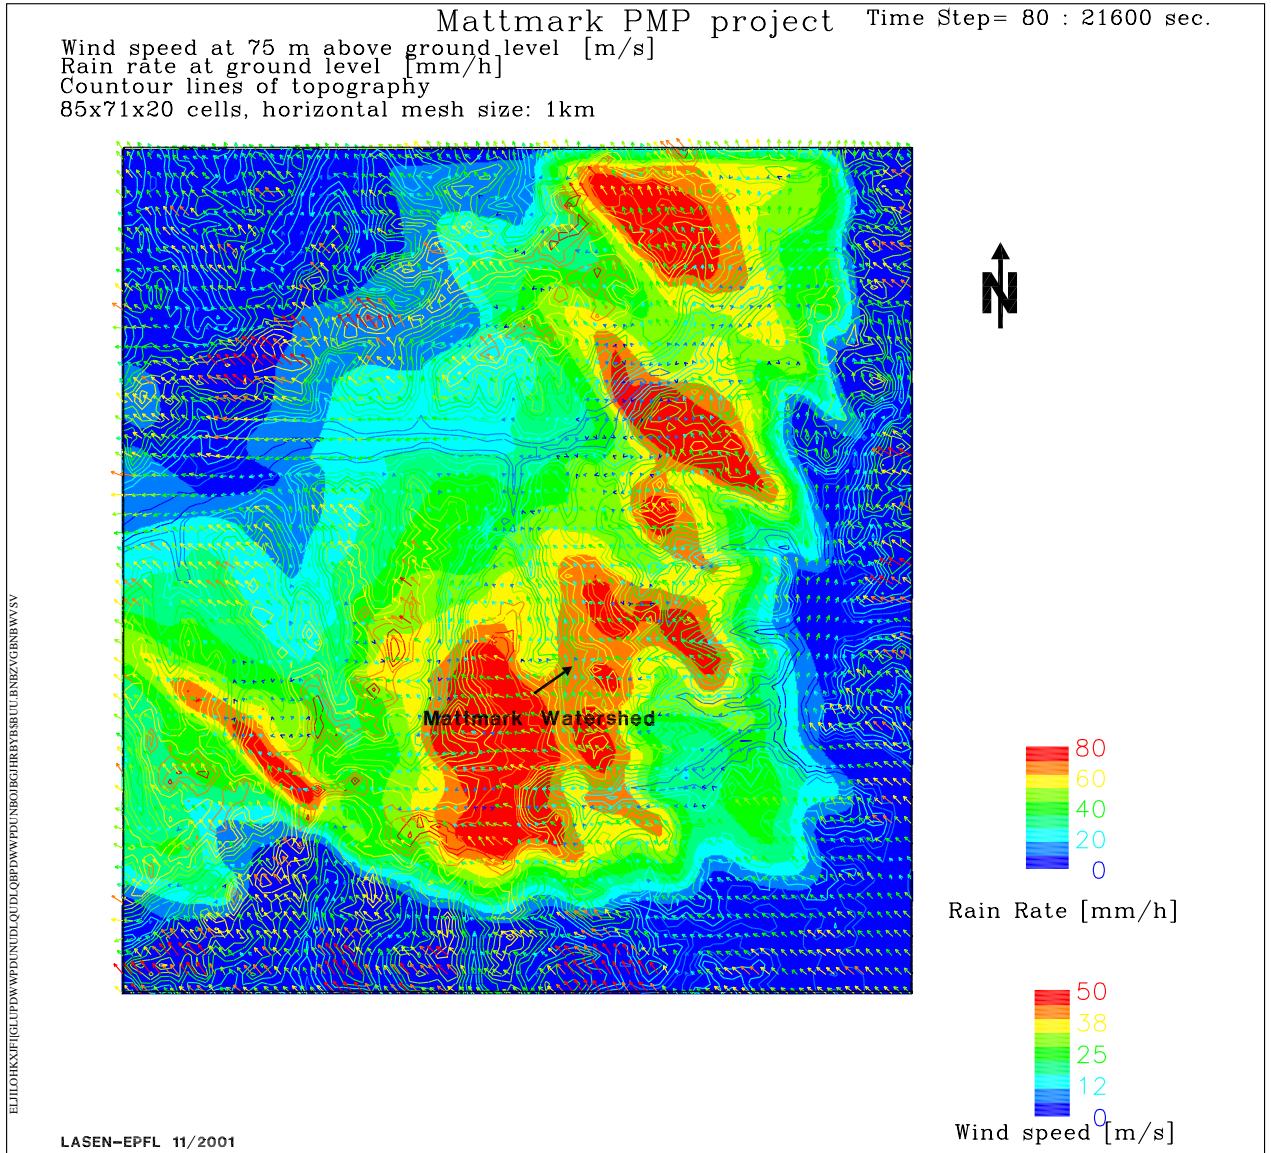 Mattmark PMP project
Time Step= 80 : 21600 sec.
Wind speed at 75 m above ground level [m/s]
Rain rate at ground level [mm/h]
Countour lines of topography
85x71x20 cells, horizontal mesh size: 1km
N
Mattmark Watershed
80
60
40
20
0
Rain Rate [mm/h]
50
38
25
12
0
Wind speed [m/s]
LASEN-EPFL 11/2001